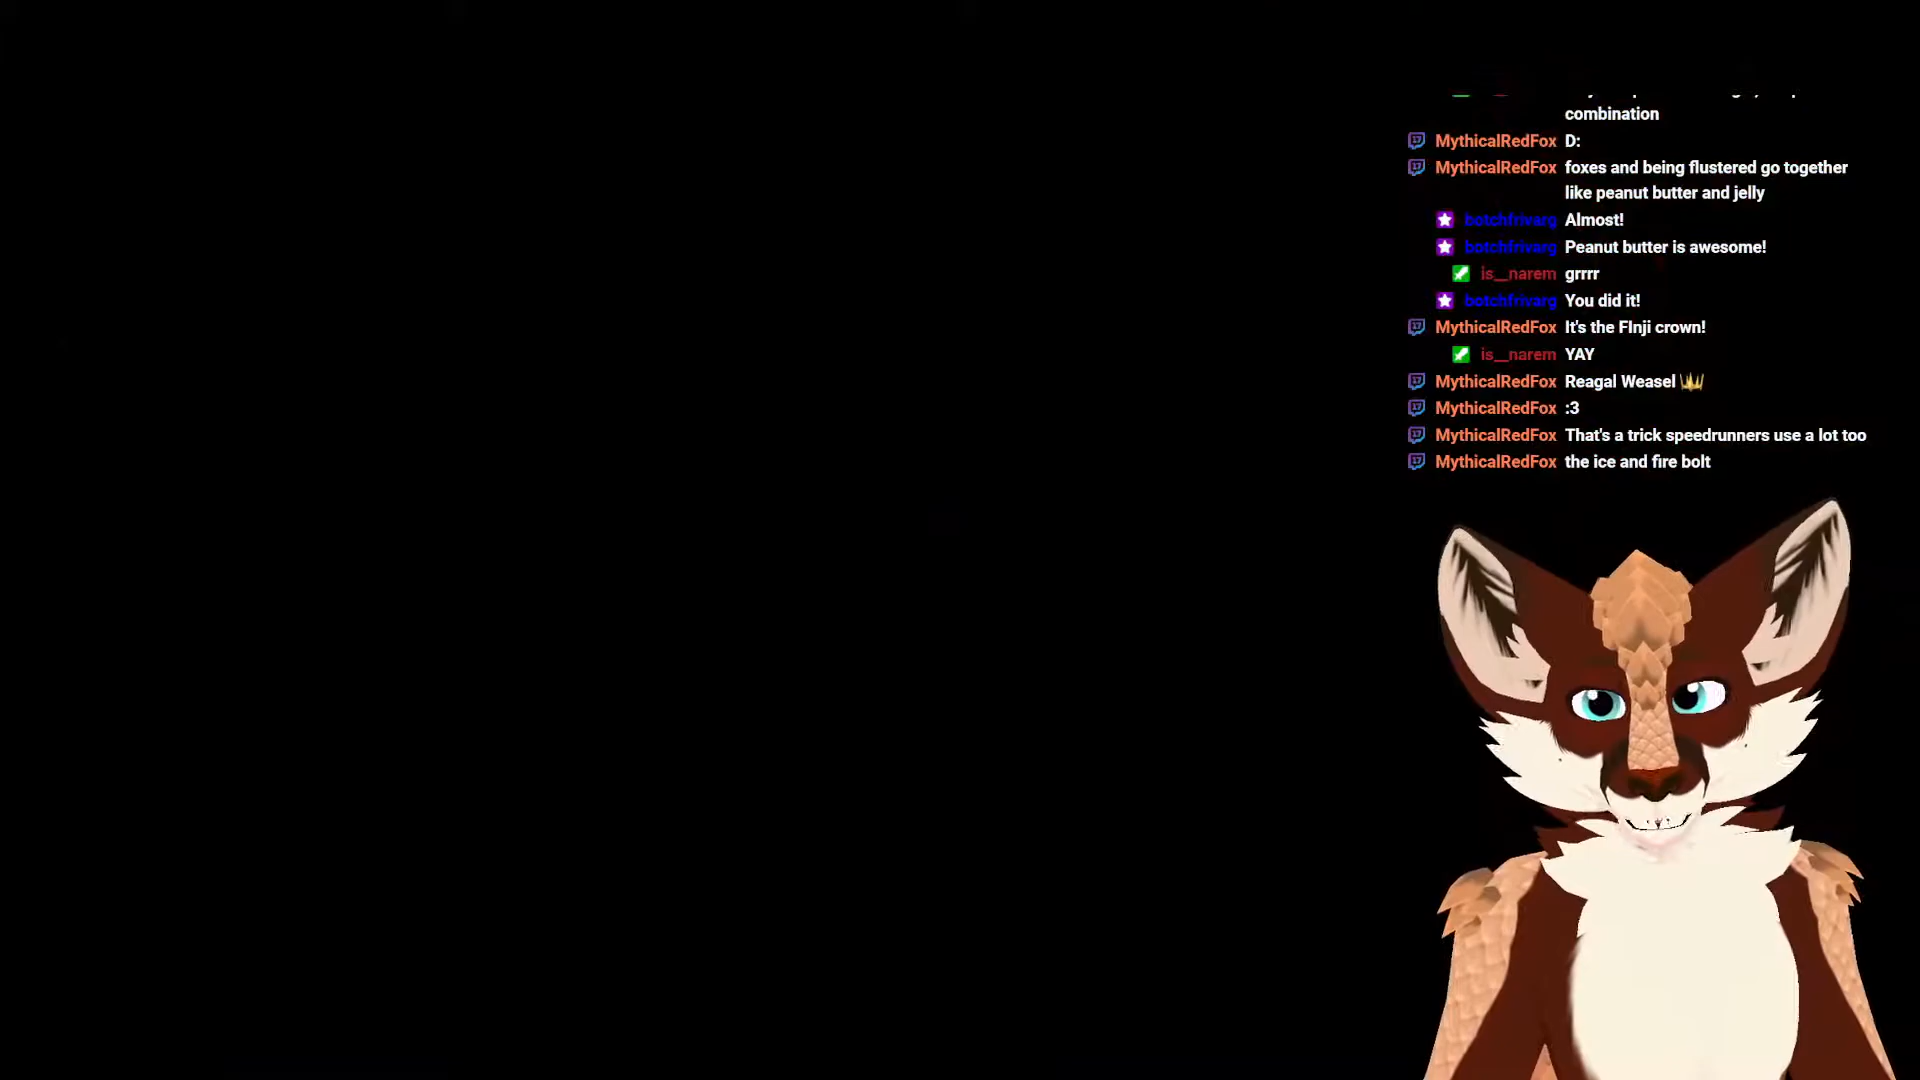 combination
MythicalRedFox D:
MythicalRedFox foxes and being flustered go together
like peanut butter and jelly
botchfrivarg Almost!
botchfrivarg Peanut butter is awesome!
is__narem grrrr
botchfrivarg You did it!
MythicalRedFox It's the FInji crown!
is__narem YAY
MythicalRedFox Reagal Weasel
MythicalRedFox :3
MythicalRedFox That's a trick speedrunners use a lot too
MythicalRedFox the ice and fire bolt